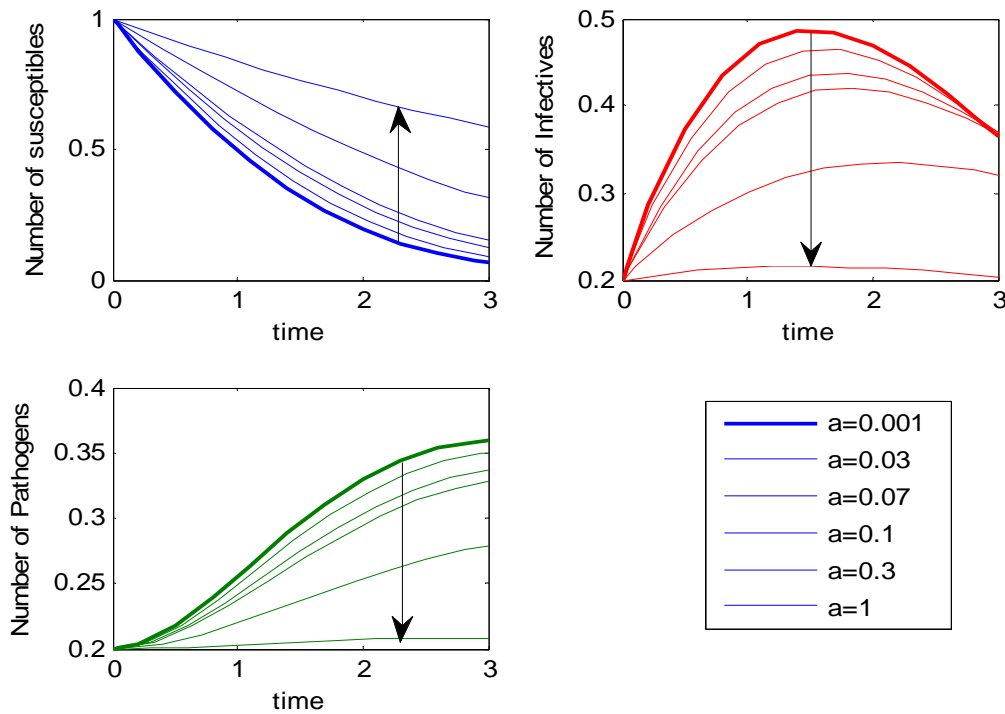 Number of susceptibles
1
0.5
0
0
1
2
3
time
Number of Infectives
0.5
0.4
0.3
0.2
0
1
2
3
time
Number of Pathogens
0.4
0.35
0.3
0.25
0.2
0
1
2
3
time
a=0.001
a=0.03
a=0.07
a=0.1
a=0.3
a=1